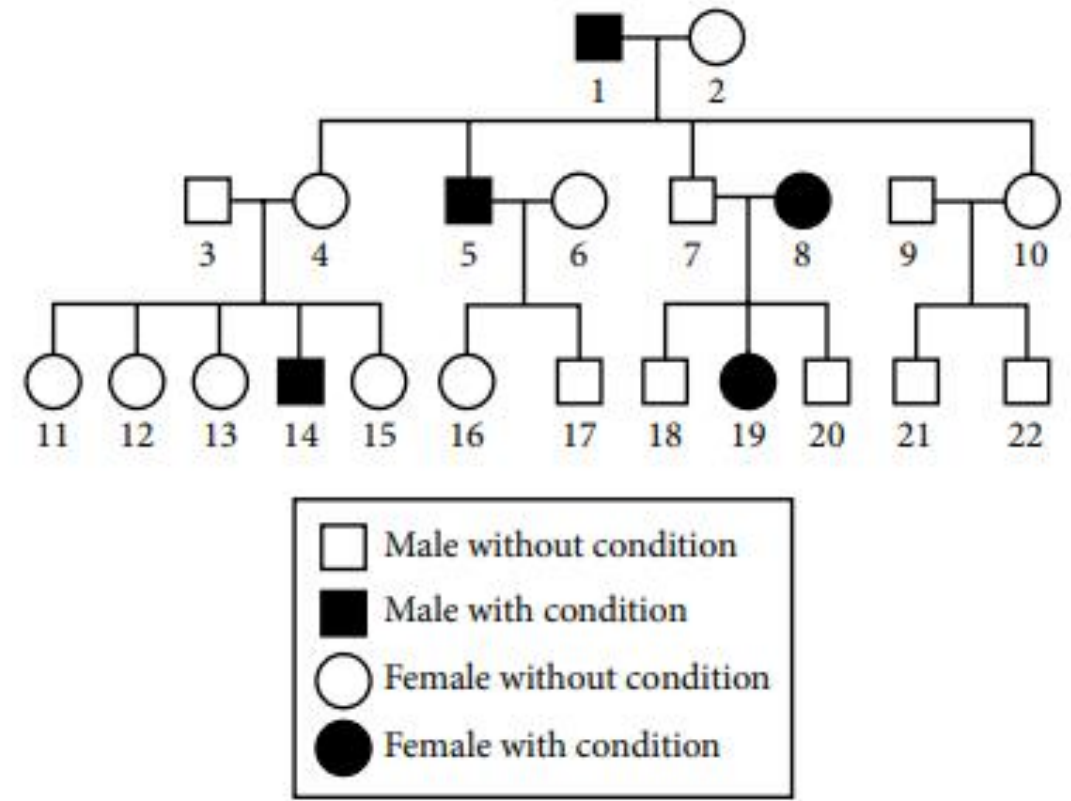 1 2
3 4 5 6 7 8 9 10
11 12 13 14 15 16 17 18 19 20 21 22
Male without condition
Male with condition
Female without condition
Female with condition